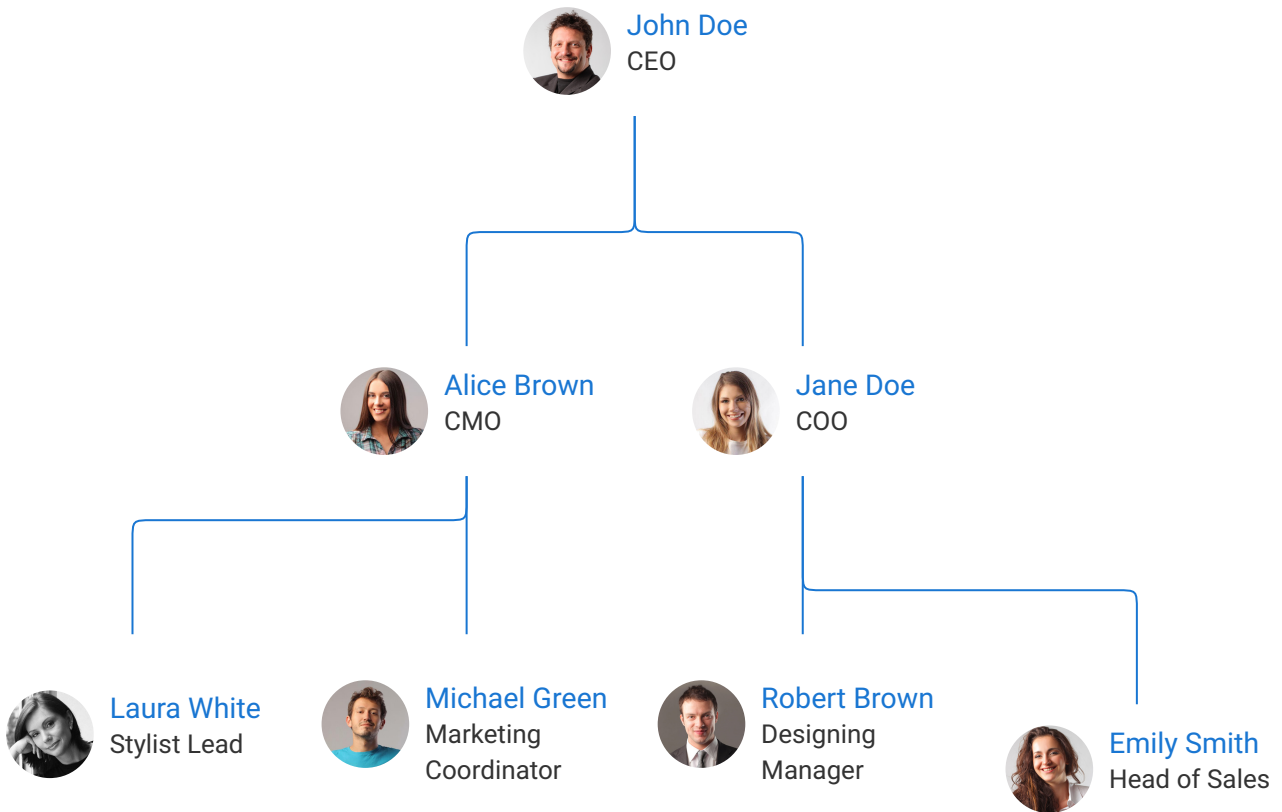 John Doe
CEO
Alice Brown
CMO
Jane Doe
COO
Laura White
Stylist Lead
Michael Green
Marketing
Coordinator
Robert Brown
Designing
Manager
Emily Smith
Head of Sales